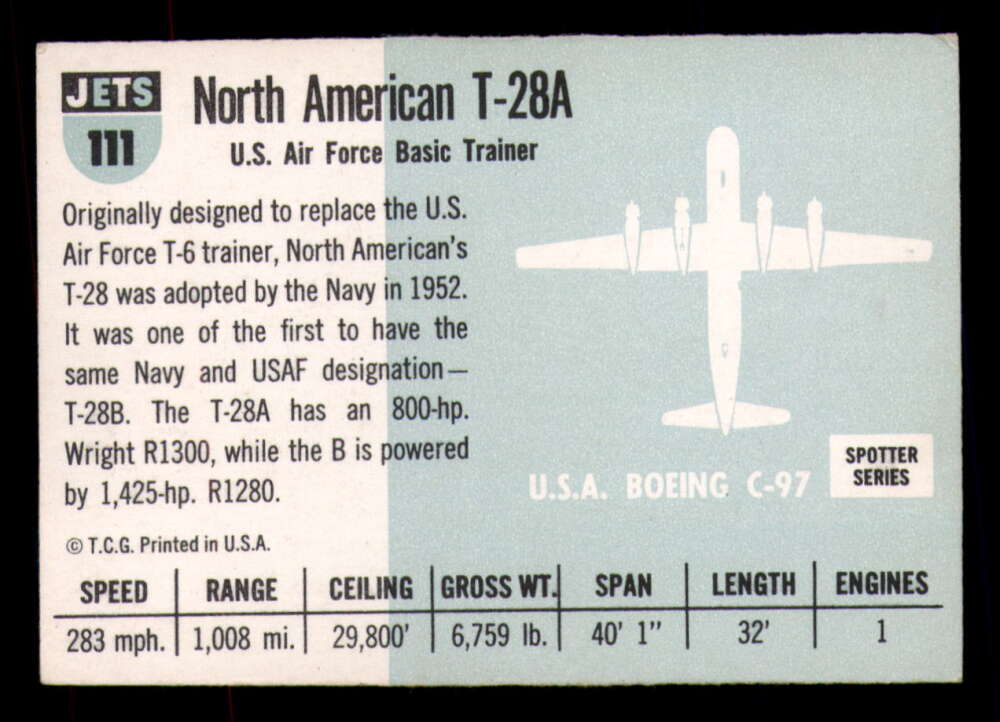 JETS
111
North American T-28A
U.S. Air Force Basic Trainer
Originally designed to replace the U.S.
Air Force T-6 trainer, North American's
T-28 was adopted by the Navy in 1952.
It was one of the first to have the
same Navy and USAF designation—
T-28B. The T-28A has an 800-hp.
Wright R1300, while the B is powered
by 1,425-hp. R1280.
© T.C.G. Printed in U.S.A.
U.S.A. BOEING C-97
SPOTTER
SERIES
SPEED RANGE CEILING GROSS WT. SPAN LENGTH ENGINES
283 mph. 1,008 mi. 29,800' 6,759 lb. 40' 1" 32' 1